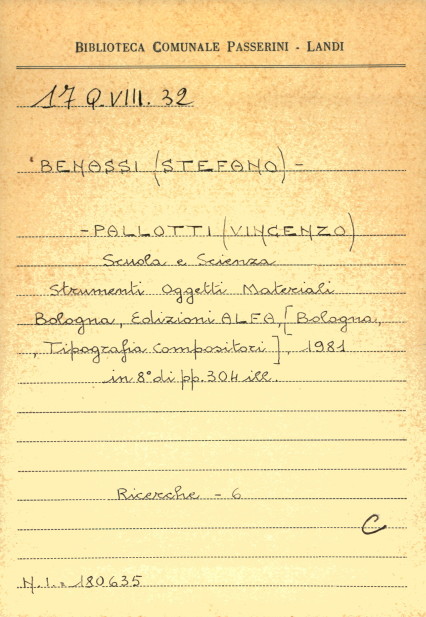 BIBLIOTECA COMUNALE PASSERINI - LANDI
17 Q.VIII. 32
BENASSI (STEFANO) -
- PALLOTTI (VINCENZO)
Scuola e Scienza
Strumenti Oggetti Materiali
Bologna, Edizioni ALFA, [Bologna,
, Tipografia Compositori], 1981
in 8° di pp. 304 ill.
Ricerche - 6
C
N. I. 180635